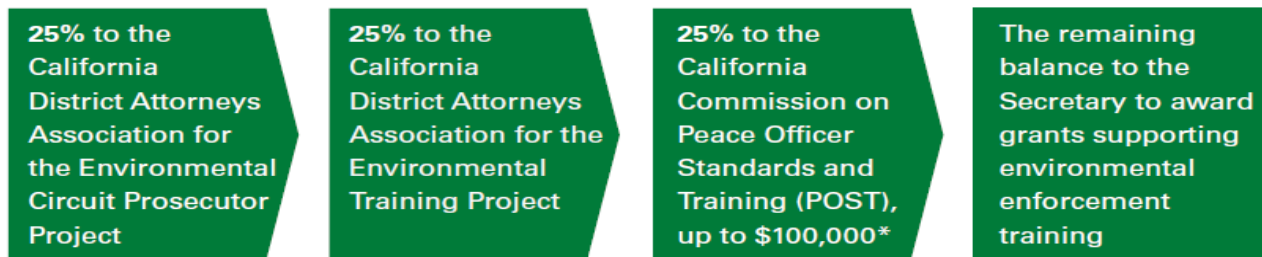 25% to the
California
District Attorneys
Association for
the Environmental
Circuit Prosecutor
Project
25% to the
California
District Attorneys
Association for the
Environmental
Training Project
25% to the
California
Commission on
Peace Officer
Standards and
Training (POST),
up to $100,000*
The remaining
balance to the
Secretary to award
grants supporting
environmental
enforcement
training